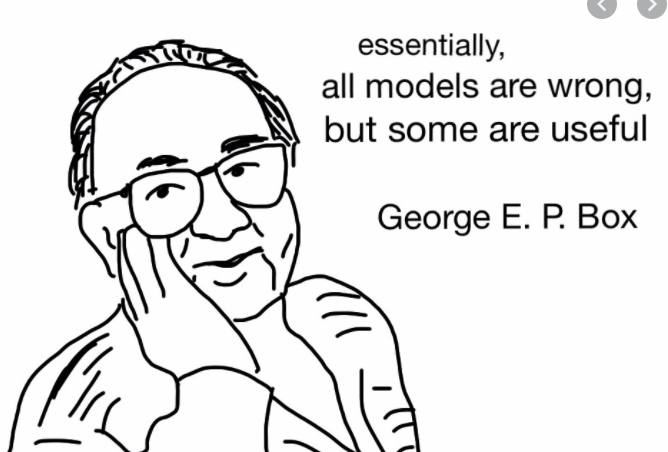 essentially,
all models are wrong,
but some are useful
George E. P. Box